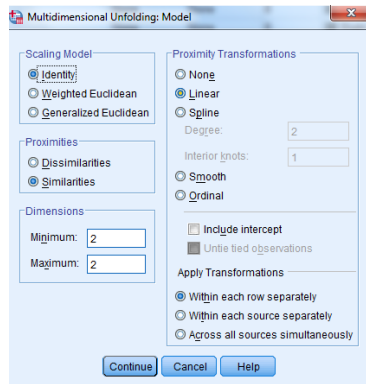 Multidimensional Unfolding: Model
Scaling Model
Identity
Weighted Euclidean
Generalized Euclidean
Proximities
Dissimilarities
Similarities
Dimensions
Minimum: 2
Maximum: 2
Proximity Transformations
None
Linear
Spline
Degree: 2
Interior knots: 1
Smooth
Ordinal
Include intercept
Untie tied observations
Apply Transformations
Within each row separately
Within each source separately
Across all sources simultaneously
Continue Cancel Help